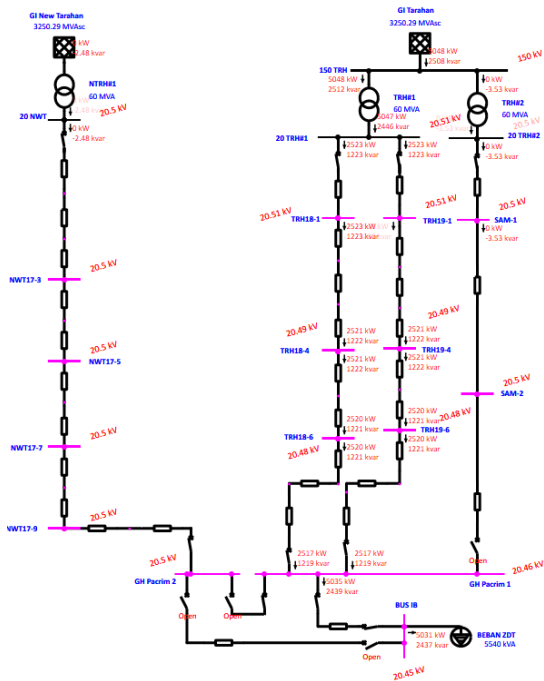 GI New Tarahan
3250.29 MVAsc
0 kW
-2.48 kvar
NTRH#1
60 MVA
20.5 kV
20 NWT
0 kW
-2.48 kvar
NWT17-3
20.5 kV
NWT17-5
20.5 kV
NWT17-7
20.5 kV
NWT17-9
20.5 kV
GI Tarahan
3250.29 MVAsc
5048 kW
2508 kvar
150 kV
150 TRH
5048 kW
2512 kvar
TRH#1
60 MVA
5047 kW
2446 kvar
0 kW
-3.53 kvar
TRH#2
60 MVA
20.51 kV
20.5 kV
20 TRH#1
20 TRH#2
2523 kW
1223 kvar
2523 kW
1223 kvar
0 kW
-3.53 kvar
20.51 kV
TRH18-1
2523 kW
1223 kvar
20.51 kV
TRH19-1
20.5 kV
SAM-1
0 kW
-3.53 kvar
20.49 kV
TRH18-4
2521 kW
1222 kvar
2521 kW
1222 kvar
20.49 kV
TRH19-4
2521 kW
1222 kvar
2521 kW
1222 kvar
20.5 kV
SAM-2
2520 kW
1221 kvar
TRH18-6
2520 kW
1221 kvar
20.48 kV
2520 kW
1221 kvar
20.48 kV
TRH19-6
2520 kW
1221 kvar
2517 kW
1219 kvar
2517 kW
1219 kvar
Open
20.5 kV
GH Pacrim 2
20.46 kV
GH Pacrim 1
Open
Open
5035 kW
2439 kvar
BUS IB
5031 kW
2437 kvar
BEBAN ZDT
5540 kVA
Open
20.45 kV